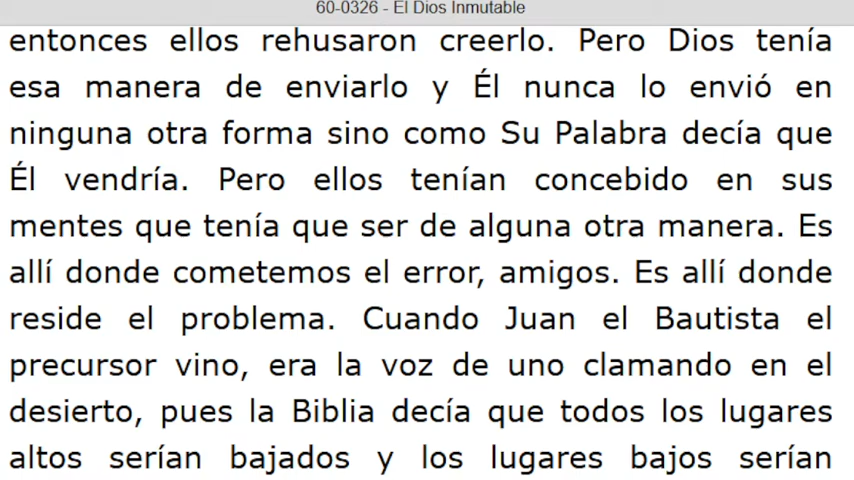 60-0326 - El Dios Inmutable
entonces ellos rehusaron creerlo. Pero Dios tenía
esa manera de enviarlo y Él nunca lo envió en
ninguna otra forma sino como Su Palabra decía que
Él vendría. Pero ellos tenían concebido en sus
mentes que tenía que ser de alguna otra manera. Es
allí donde cometemos el error, amigos. Es allí donde
reside el problema. Cuando Juan el Bautista el
precursor vino, era la voz de uno clamando en el
desierto, pues la Biblia decía que todos los lugares
altos serían bajados y los lugares bajos serían